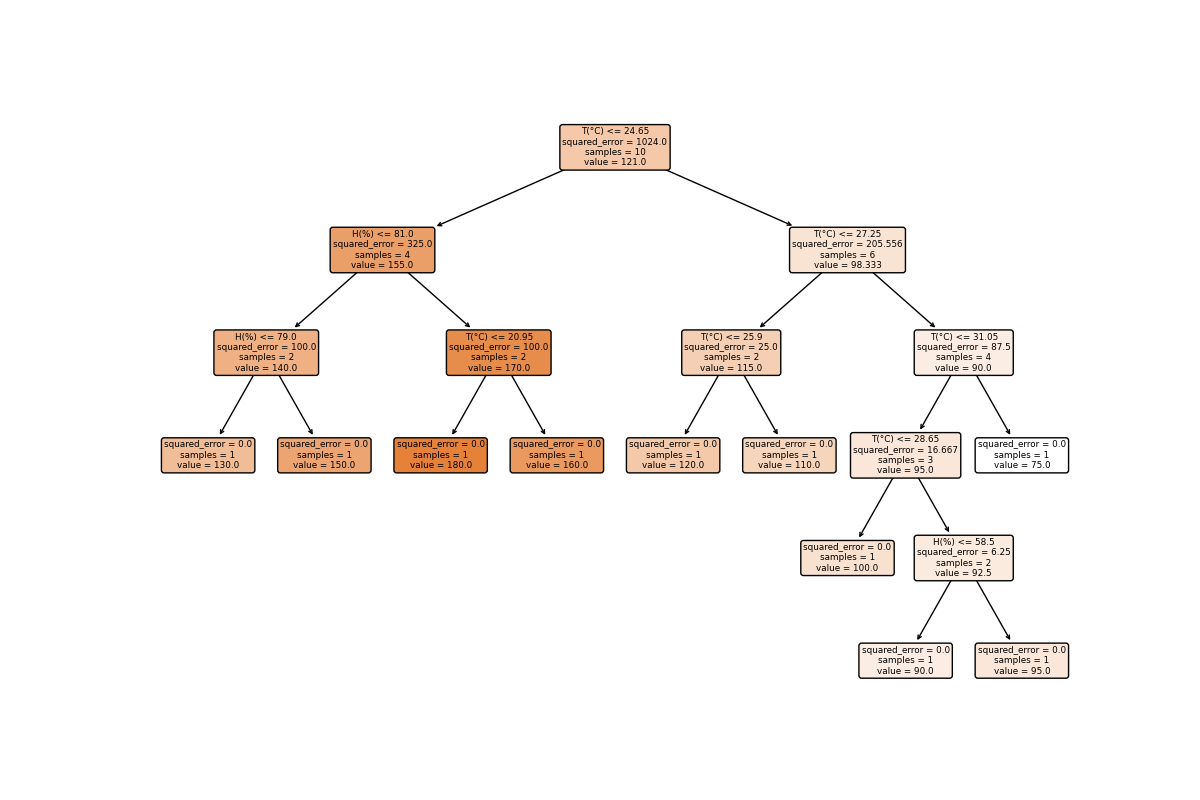 T(°C) <= 24.65
squared_error = 1024.0
samples = 10
value = 121.0
H(%) <= 81.0
squared_error = 325.0
samples = 4
value = 155.0
T(°C) <= 27.25
squared_error = 205.556
samples = 6
value = 98.333
H(%) <= 79.0
squared_error = 100.0
samples = 2
value = 140.0
T(°C) <= 20.95
squared_error = 100.0
samples = 2
value = 170.0
T(°C) <= 25.9
squared_error = 25.0
samples = 2
value = 115.0
T(°C) <= 31.05
squared_error = 87.5
samples = 4
value = 90.0
squared_error = 0.0
samples = 1
value = 130.0
squared_error = 0.0
samples = 1
value = 150.0
squared_error = 0.0
samples = 1
value = 180.0
squared_error = 0.0
samples = 1
value = 160.0
squared_error = 0.0
samples = 1
value = 120.0
squared_error = 0.0
samples = 1
value = 110.0
T(°C) <= 28.65
squared_error = 16.667
samples = 3
value = 95.0
squared_error = 0.0
samples = 1
value = 75.0
squared_error = 0.0
samples = 1
value = 100.0
H(%) <= 58.5
squared_error = 6.25
samples = 2
value = 92.5
squared_error = 0.0
samples = 1
value = 90.0
squared_error = 0.0
samples = 1
value = 95.0